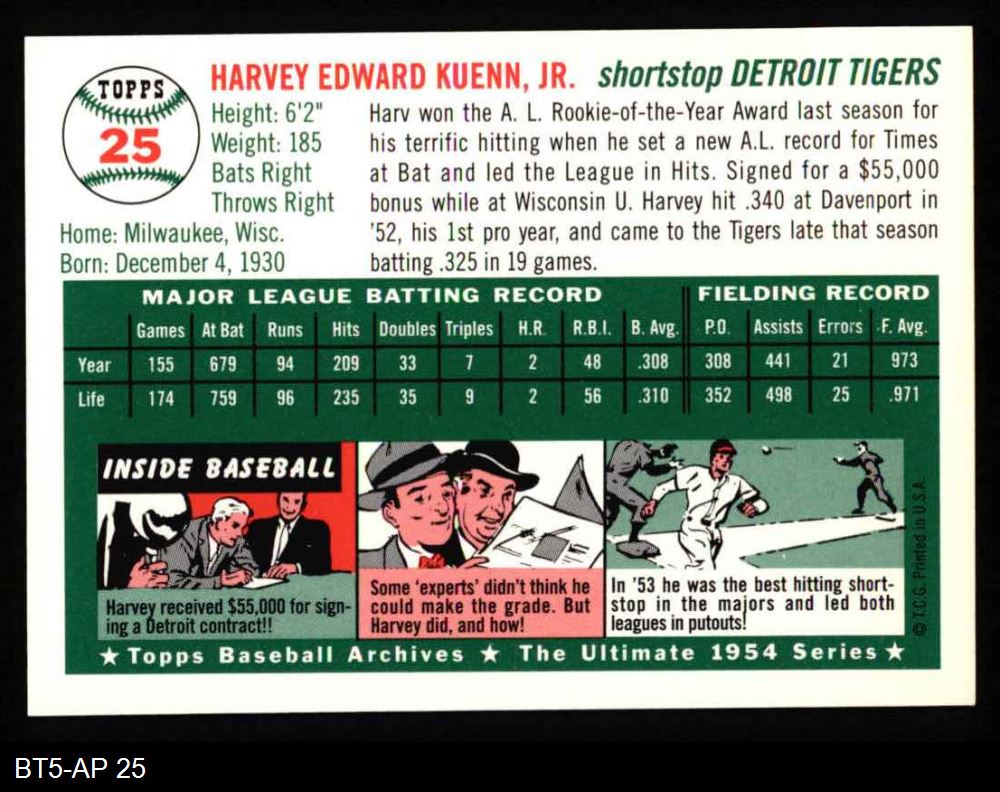 TOPPS
25
HARVEY EDWARD KUENN, JR. shortstop DETROIT TIGERS
Height: 6'2"
Weight: 185
Bats Right
Throws Right
Home: Milwaukee, Wisc.
Born: December 4, 1930
Harv won the A. L. Rookie-of-the-Year Award last season for
his terrific hitting when he set a new A.L. record for Times
at Bat and led the League in Hits. Signed for a $55,000
bonus while at Wisconsin U. Harvey hit .340 at Davenport in
'52, his 1st pro year, and came to the Tigers late that season
batting .325 in 19 games.
MAJOR LEAGUE BATTING RECORD FIELDING RECORD
Games At Bat Runs Hits Doubles Triples H.R. R.B.I. B. Avg. P.O. Assists Errors F. Avg.
Year 155 679 94 209 33 7 2 48 .308 308 441 21 973
Life 174 759 96 235 35 9 2 56 .310 352 498 25 .971
INSIDE BASEBALL
Harvey received $55,000 for sign-
ing a Detroit contract!!
Some 'experts' didn't think he
could make the grade. But
Harvey did, and how!
In '53 he was the best hitting short-
stop in the majors and led both
leagues in putouts!
© T.C.G. Printed in U.S.A.
★ Topps Baseball Archives ★ The Ultimate 1954 Series ★
BT5-AP 25